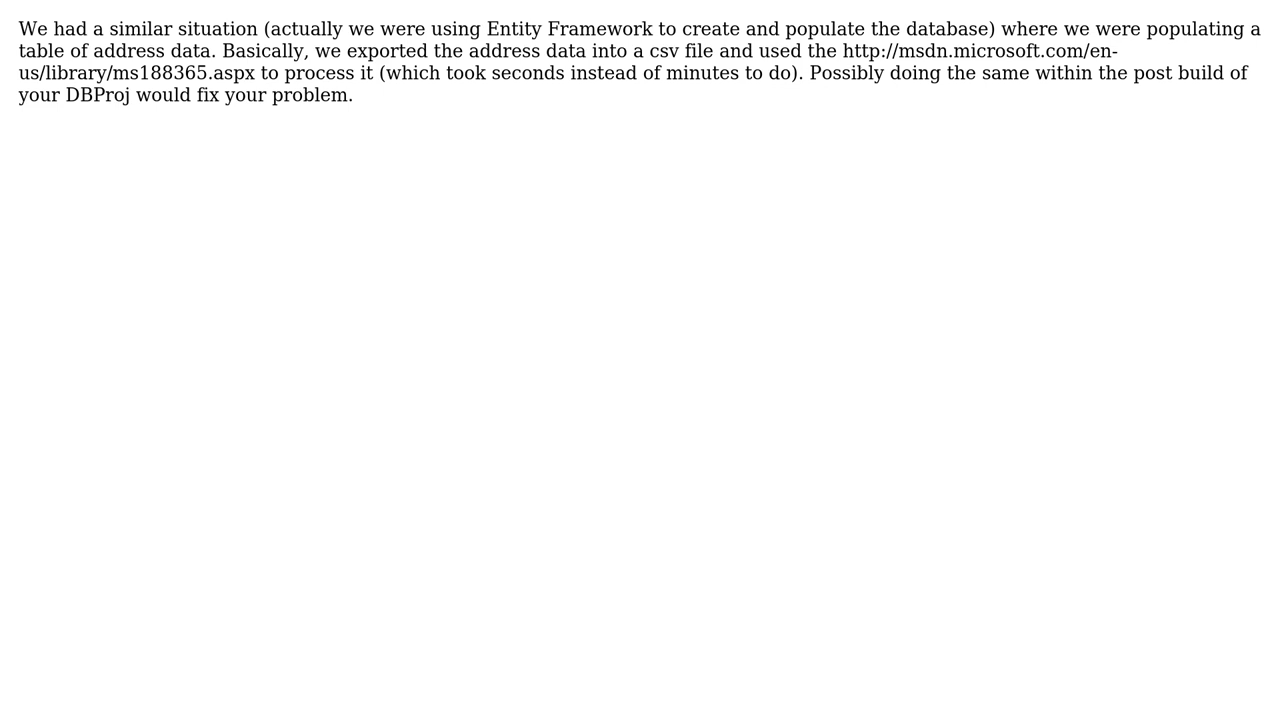 We had a similar situation (actually we were using Entity Framework to create and populate the database) where we were populating a
table of address data. Basically, we exported the address data into a csv file and used the http://msdn.microsoft.com/en-
us/library/ms188365.aspx to process it (which took seconds instead of minutes to do). Possibly doing the same within the post build of
your DBProj would fix your problem.